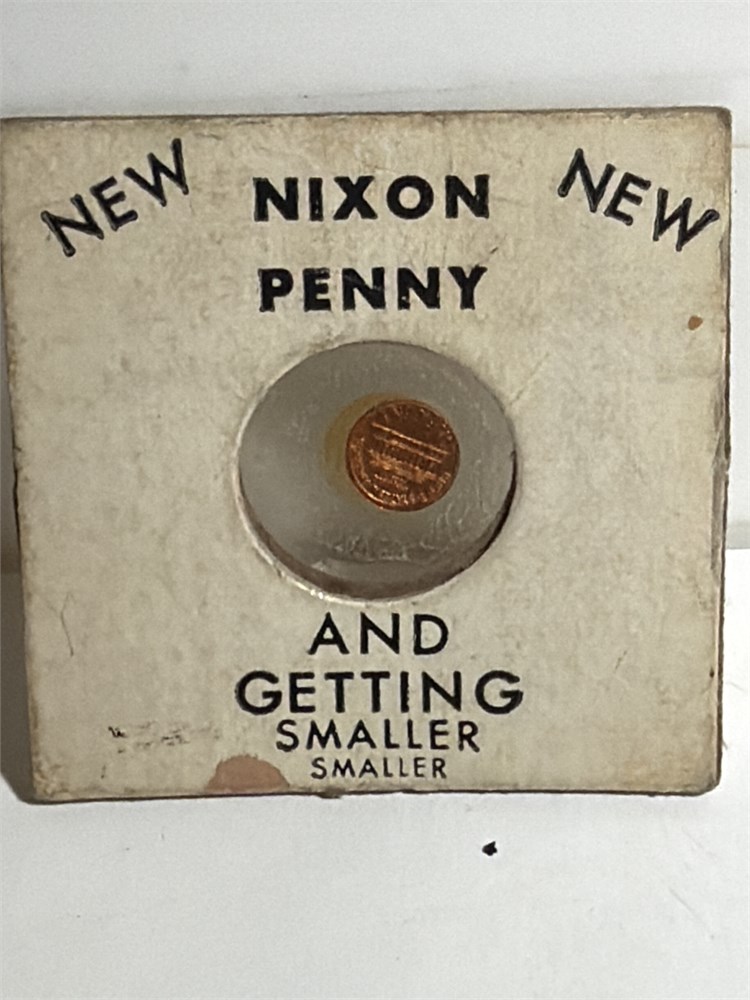 NEW NIXON NEW
PENNY
AND
GETTING
SMALLER
SMALLER